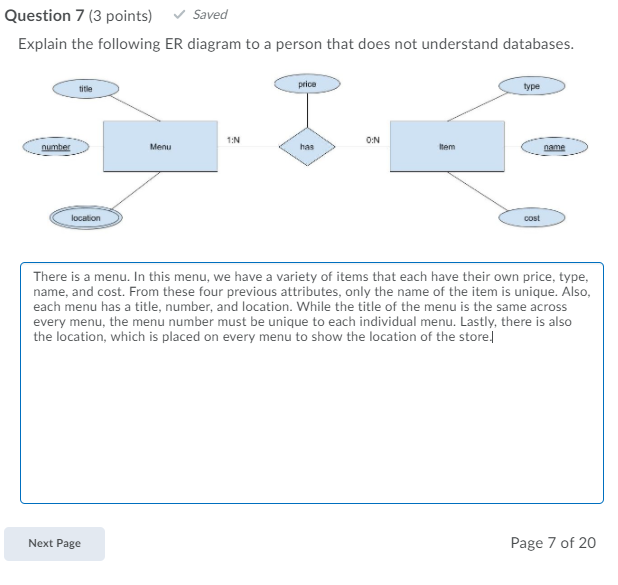 Question 7 (3 points) ✓ Saved
Explain the following ER diagram to a person that does not understand databases.
title
price
type
number
Menu
1:N
has
0:N
Item
name
location
cost
There is a menu. In this menu, we have a variety of items that each have their own price, type,
name, and cost. From these four previous attributes, only the name of the item is unique. Also,
each menu has a title, number, and location. While the title of the menu is the same across
every menu, the menu number must be unique to each individual menu. Lastly, there is also
the location, which is placed on every menu to show the location of the store.
Next Page
Page 7 of 20